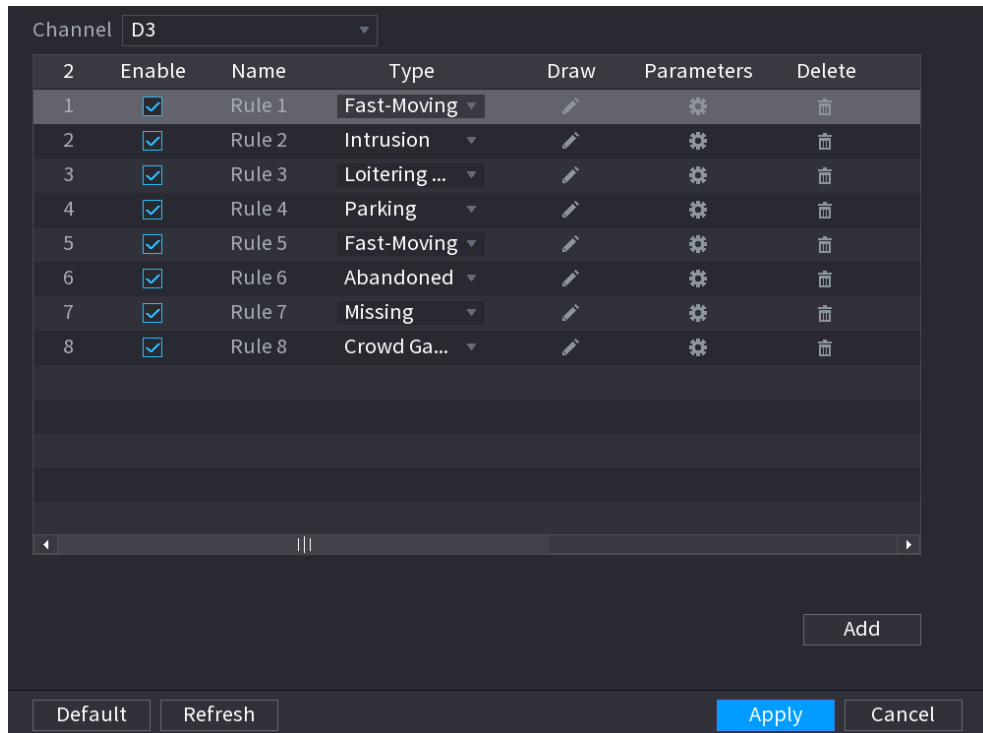 Channel D3
2 Enable Name Type Draw Parameters Delete
1 Rule 1 Fast-Moving
2 Rule 2 Intrusion
3 Rule 3 Loitering ...
4 Rule 4 Parking
5 Rule 5 Fast-Moving
6 Rule 6 Abandoned
7 Rule 7 Missing
8 Rule 8 Crowd Ga...
Add
Default Refresh Apply Cancel